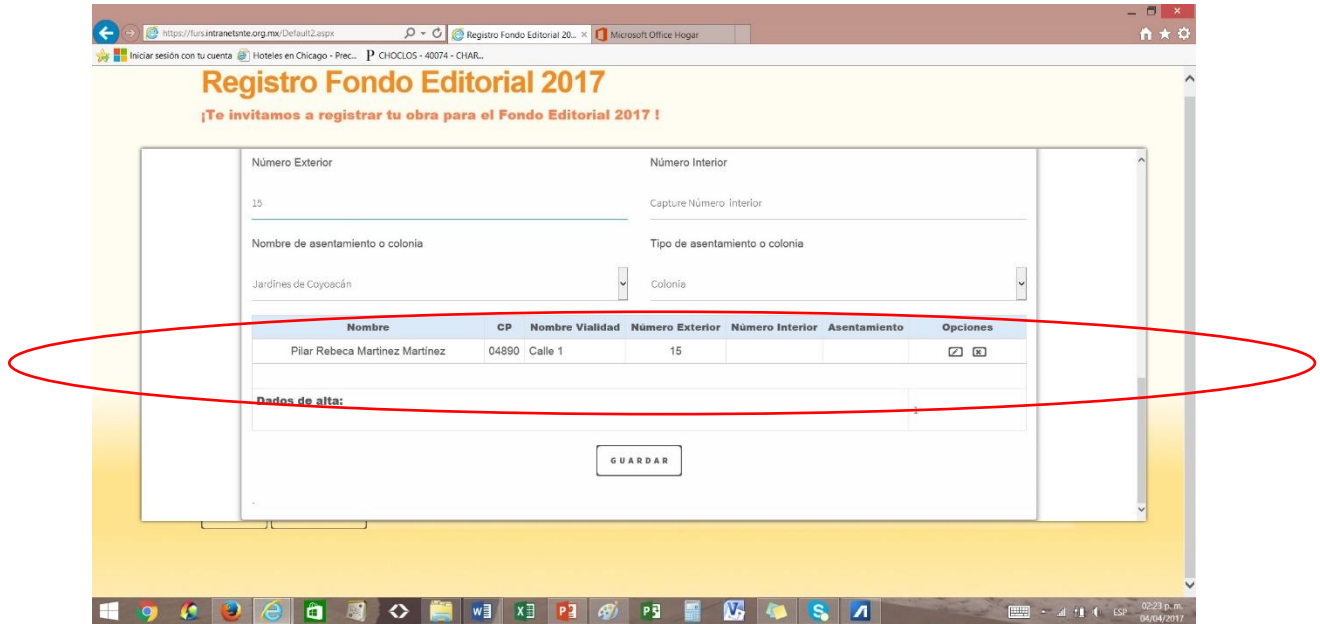 https://furs.intranetsnte.org.mx/Default2.aspx
Registro Fondo Editorial 20...
Microsoft Office Hogar
Iniciar sesión con tu cuenta
Hoteles en Chicago - Prec...
CHOCLOS - 40074 - CHAR...
Registro Fondo Editorial 2017
¡Te invitamos a registrar tu obra para el Fondo Editorial 2017 !
Número Exterior Número Interior
15 Capture Número interior
Nombre de asentamiento o colonia Tipo de asentamiento o colonia
Jardines de Coyoacán Colonia
Nombre CP Nombre Vialidad Número Exterior Número Interior Asentamiento Opciones
Pilar Rebeca Martinez Martínez 04890 Calle 1 15
Dados de alta: 1
GUARDAR
ESP
02:23 p.m.
04/04/2017